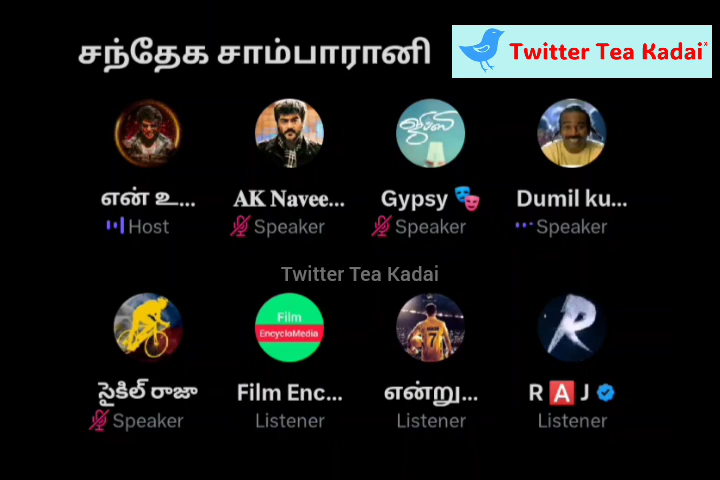 சந்தேக சாம்பாரானி
Twitter Tea Kadai
ஜிப்ஸி
என் உ...
AK Navee...
Gypsy 🎭
Dumil ku...
Host
Speaker
Speaker
Speaker
Twitter Tea Kadai
Film
EncycloMedia
7
R
சைகிள் ராஜா
Film Enc...
என்று...
R 🅰 J
Speaker
Listener
Listener
Listener